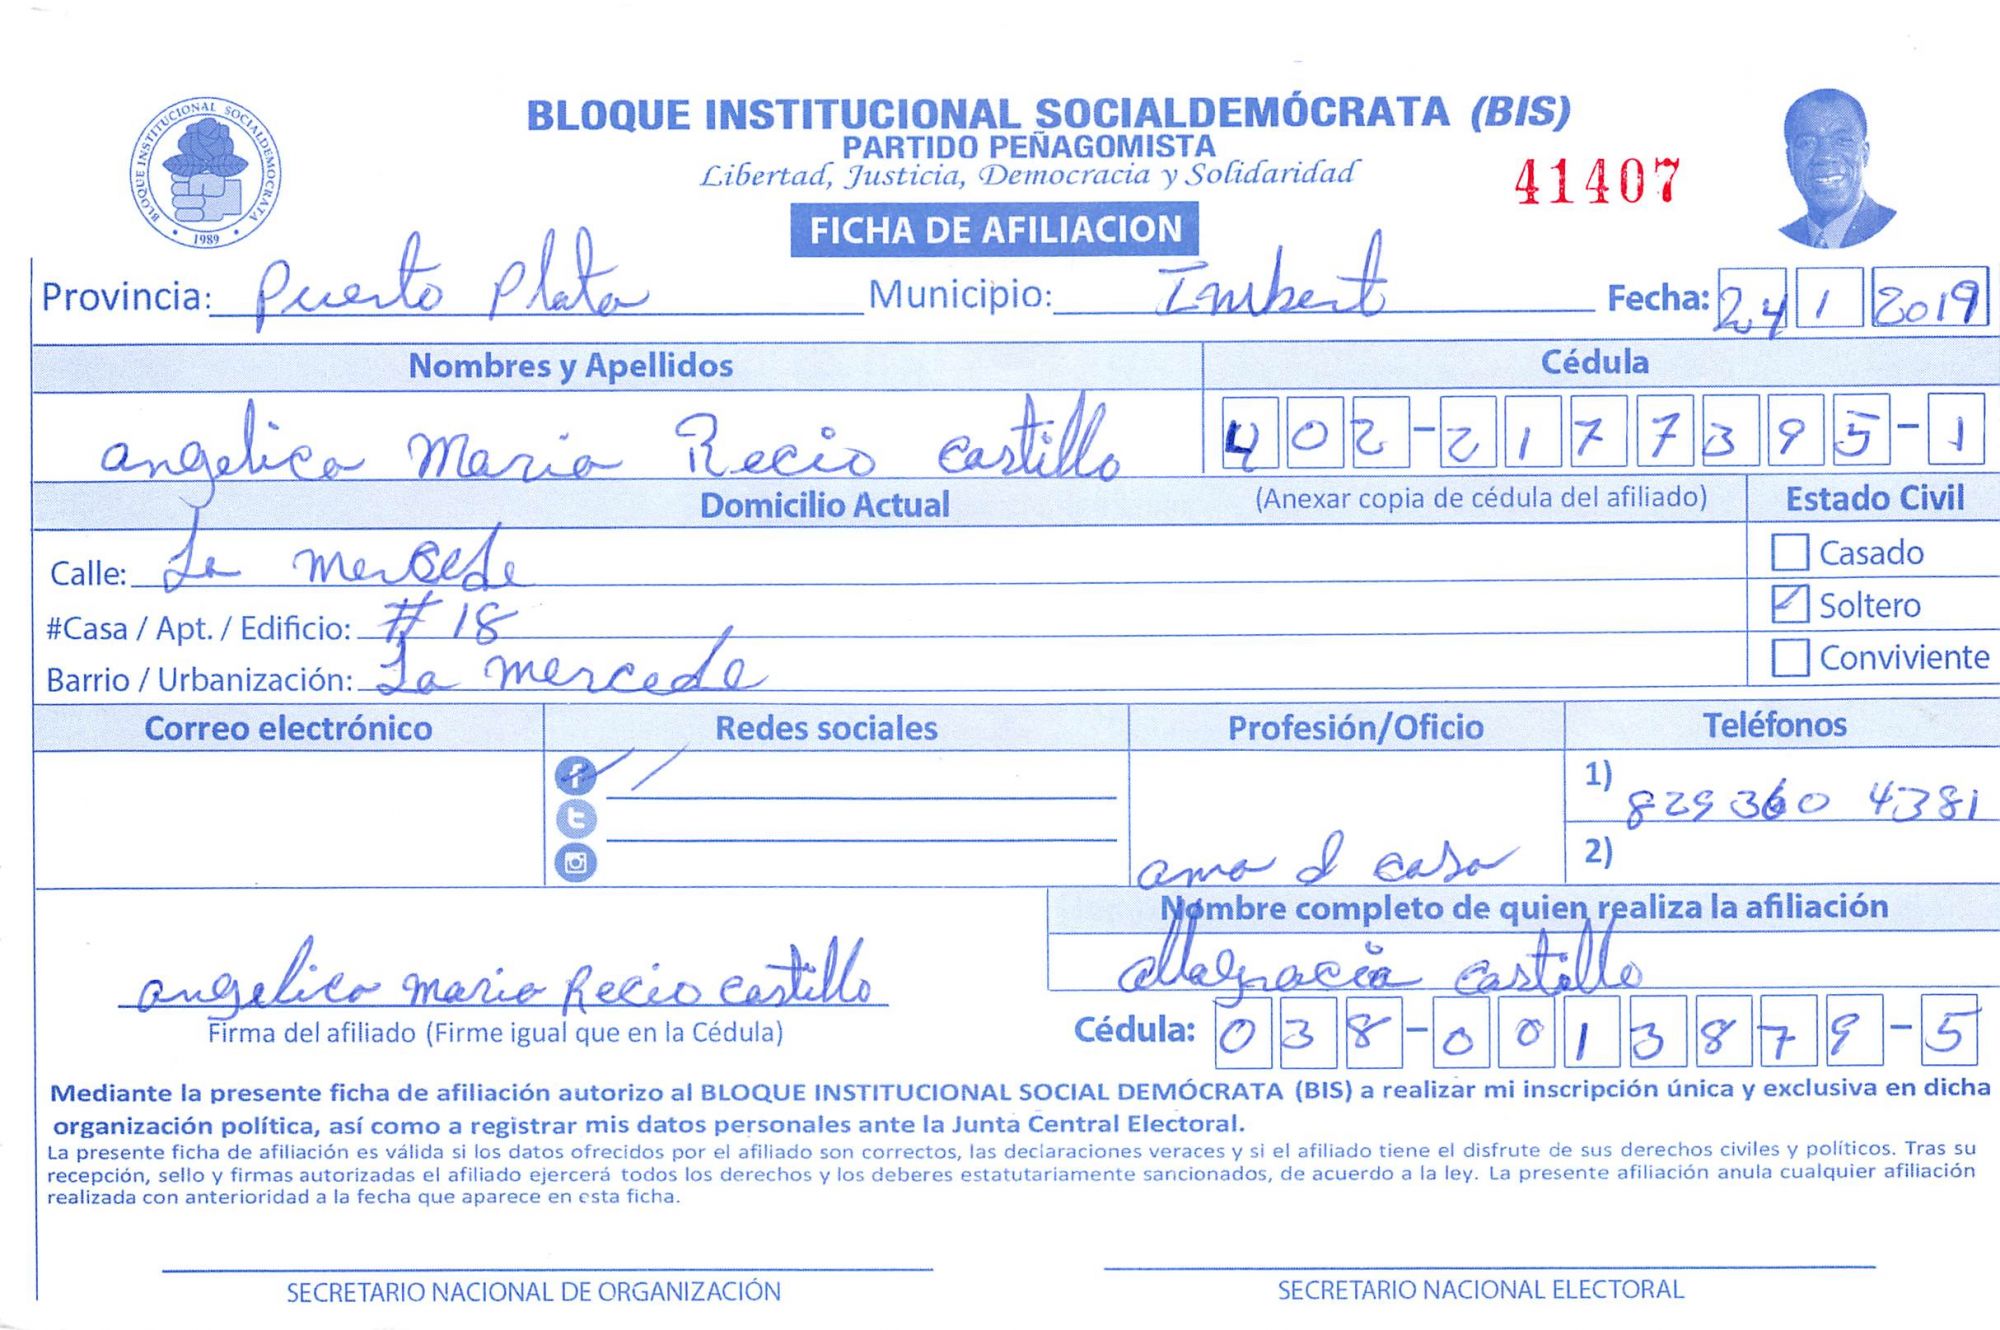 BLOQUE INSTITUCIONAL SOCIALDEMOCRATA
1989
BLOQUE INSTITUCIONAL SOCIALDEMÓCRATA (BIS)
PARTIDO PEÑAGOMISTA
Libertad, Justicia, Democracia y Solidaridad
41407
FICHA DE AFILIACION
Provincia: Puerto Plata Municipio: Imbert Fecha: 24 1 2019
Nombres y Apellidos Cédula
angelica Maria Recio Castillo 402-2177395-1
Domicilio Actual (Anexar copia de cédula del afiliado) Estado Civil
Calle: La mercede Casado
#Casa / Apt. / Edificio: # 18 Soltero
Barrio / Urbanización: La mercede Conviviente
Correo electrónico Redes sociales Profesión/Oficio Teléfonos
1) 829 360 4381
ama d casa 2)
Nombre completo de quien realiza la afiliación
angelica maria Recio castillo castillo
Firma del afiliado (Firme igual que en la Cédula) Cédula: 038-0013879-5
Mediante la presente ficha de afiliación autorizo al BLOQUE INSTITUCIONAL SOCIAL DEMÓCRATA (BIS) a realizar mi inscripción única y exclusiva en dicha
organización política, así como a registrar mis datos personales ante la Junta Central Electoral.
La presente ficha de afiliación es válida si los datos ofrecidos por el afiliado son correctos, las declaraciones veraces y si el afiliado tiene el disfrute de sus derechos civiles y políticos. Tras su
recepción, sello y firmas autorizadas el afiliado ejercerá todos los derechos y los deberes estatutariamente sancionados, de acuerdo a la ley. La presente afiliación anula cualquier afiliación
realizada con anterioridad a la fecha que aparece en esta ficha.
SECRETARIO NACIONAL DE ORGANIZACIÓN SECRETARIO NACIONAL ELECTORAL